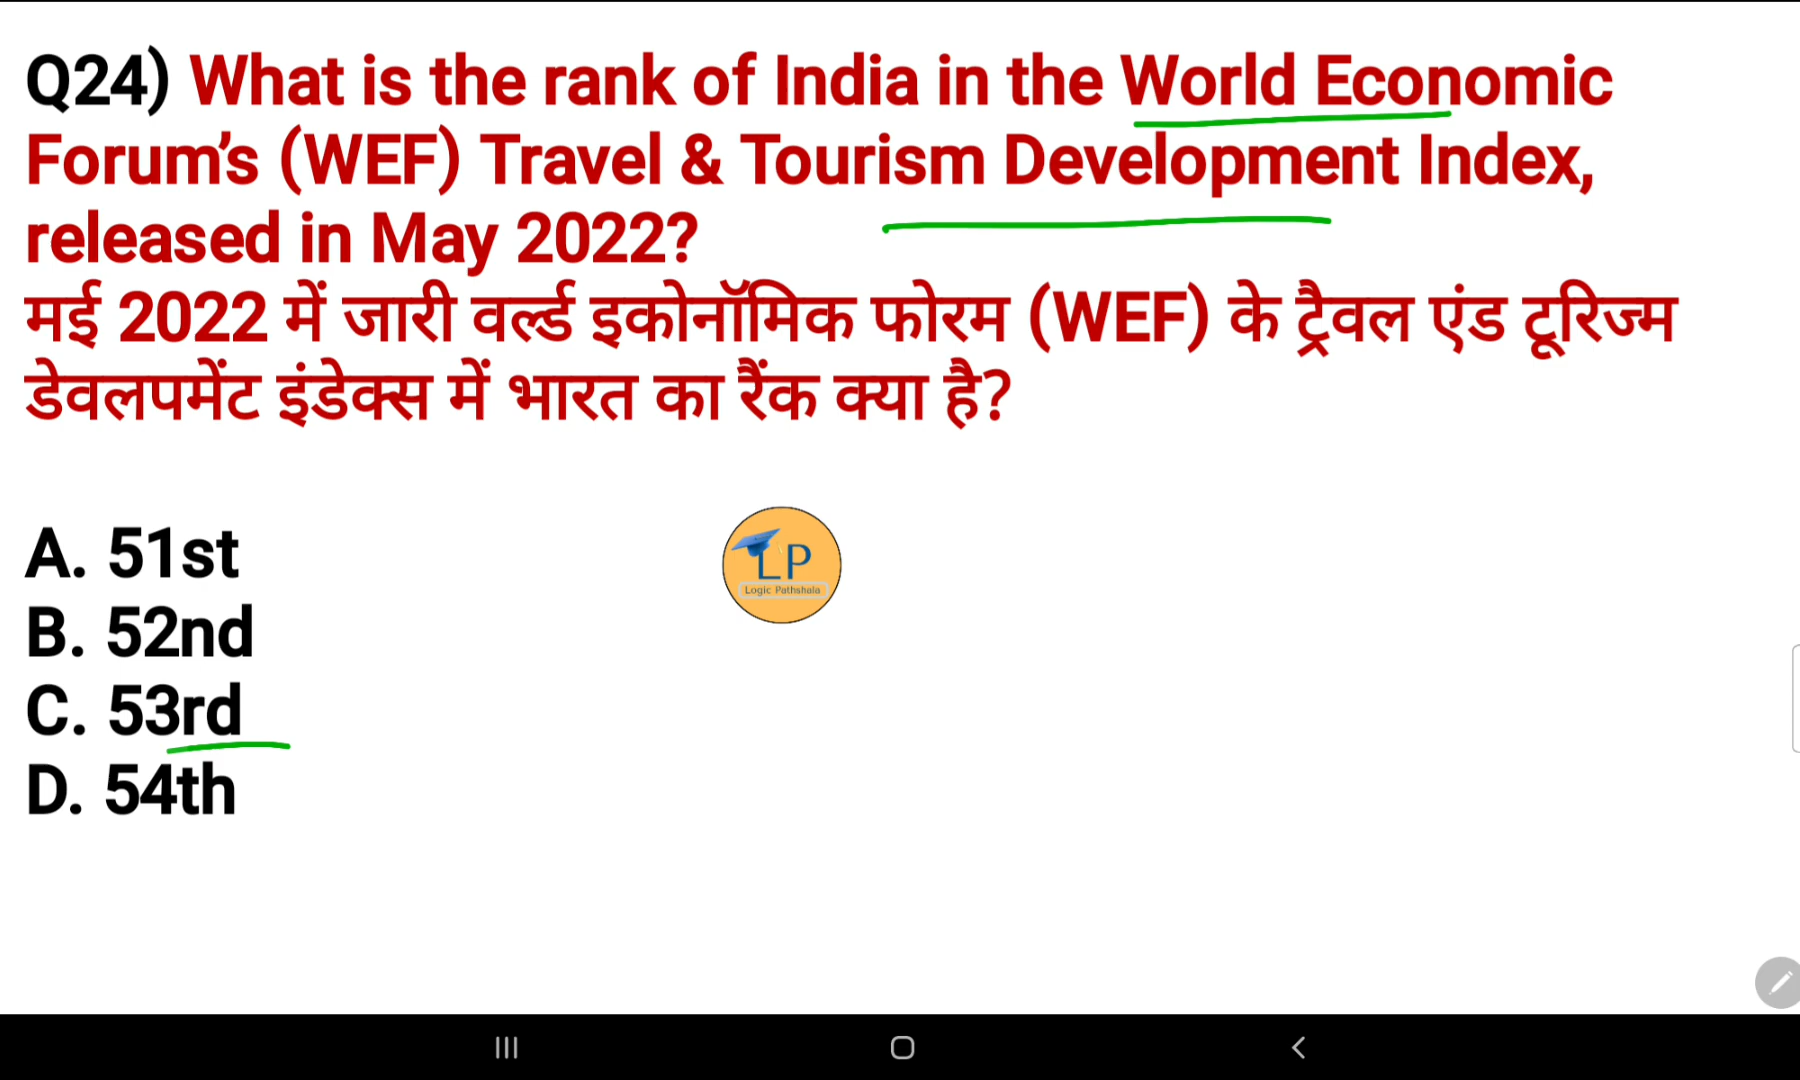 Q24) What is the rank of India in the World Economic
Forum's (WEF) Travel & Tourism Development Index,
released in May 2022?
मई 2022 में जारी वर्ल्ड इकोनॉमिक फोरम (WEF) के ट्रैवल एंड टूरिज्म
डेवलपमेंट इंडेक्स में भारत का रैंक क्या है?
A. 51st
B. 52nd
C. 53rd
D. 54th
LP
Logic Pathshala